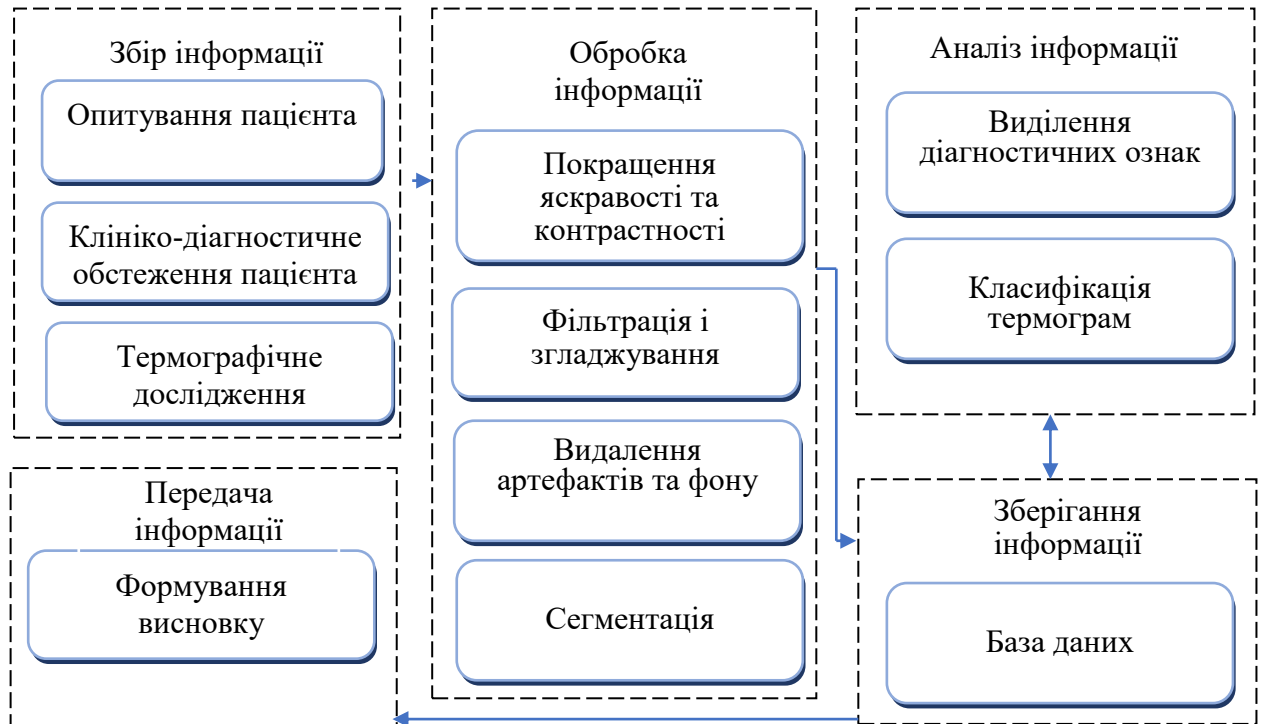 Збір інформації
Опитування пацієнта
Клініко-діагностичне
обстеження пацієнта
Термографічне
дослідження
Передача
інформації
Формування
висновку
Обробка
інформації
Покращення
яскравості та
контрастності
Фільтрація і
згладжування
Видалення
артефактів та фону
Сегментація
Аналіз інформації
Виділення
діагностичних ознак
Класифікація
термограм
Зберігання
інформації
База даних